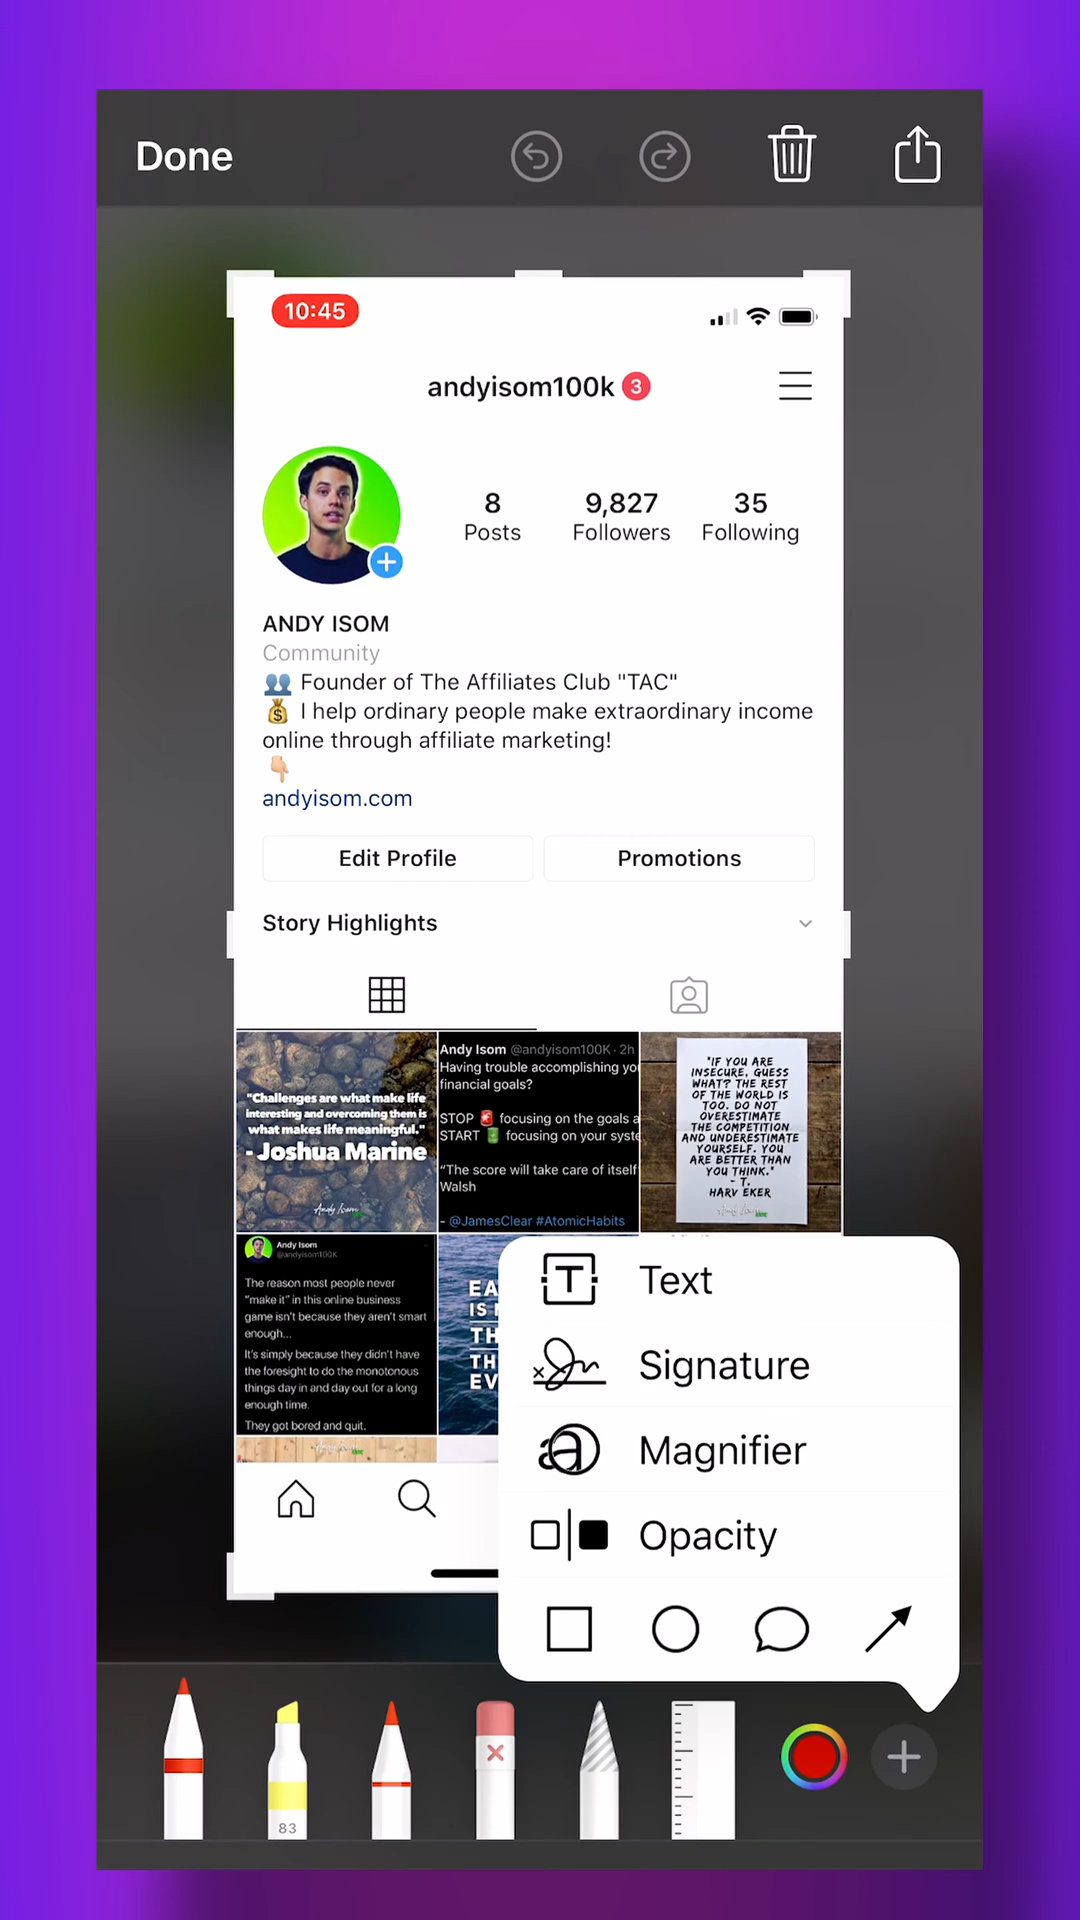 Done
10:45
andyisom100k 3
8
Posts
9,827
Followers
35
Following
ANDY ISOM
Community
Founder of The Affiliates Club "TAC"
I help ordinary people make extraordinary income
online through affiliate marketing!
andyisom.com
Edit Profile
Promotions
Story Highlights
"Challenges are what make life
interesting and overcoming them is
what makes life meaningful."
- Joshua Marine
Andy Isom
Andy Isom @andyisom100K · 2h
Having trouble accomplishing
financial goals?
STOP 🚨 focusing on the goals
START 🔋 focusing on your
"The score will take care of itself
Walsh
- @JamesClear #AtomicHabits
"IF YOU ARE
INSECURE, GUESS
WHAT? THE REST
OF THE WORLD IS
TOO. DO NOT
OVERESTIMATE
THE COMPETITION
AND UNDERESTIMATE
YOURSELF. YOU
ARE BETTER THAN
YOU THINK."
- T.
HARV EKER
Andy Isom
Andy Isom
@andyisom100K
The reason most people never
"make it" in this online business
game isn't because they aren't smart
enough...
It's simply because they didn't have
the foresight to do the monotonous
things day in and day out for a long
enough time.
They got bored and quit.
Andy Isom
Text
Signature
Magnifier
Opacity
83